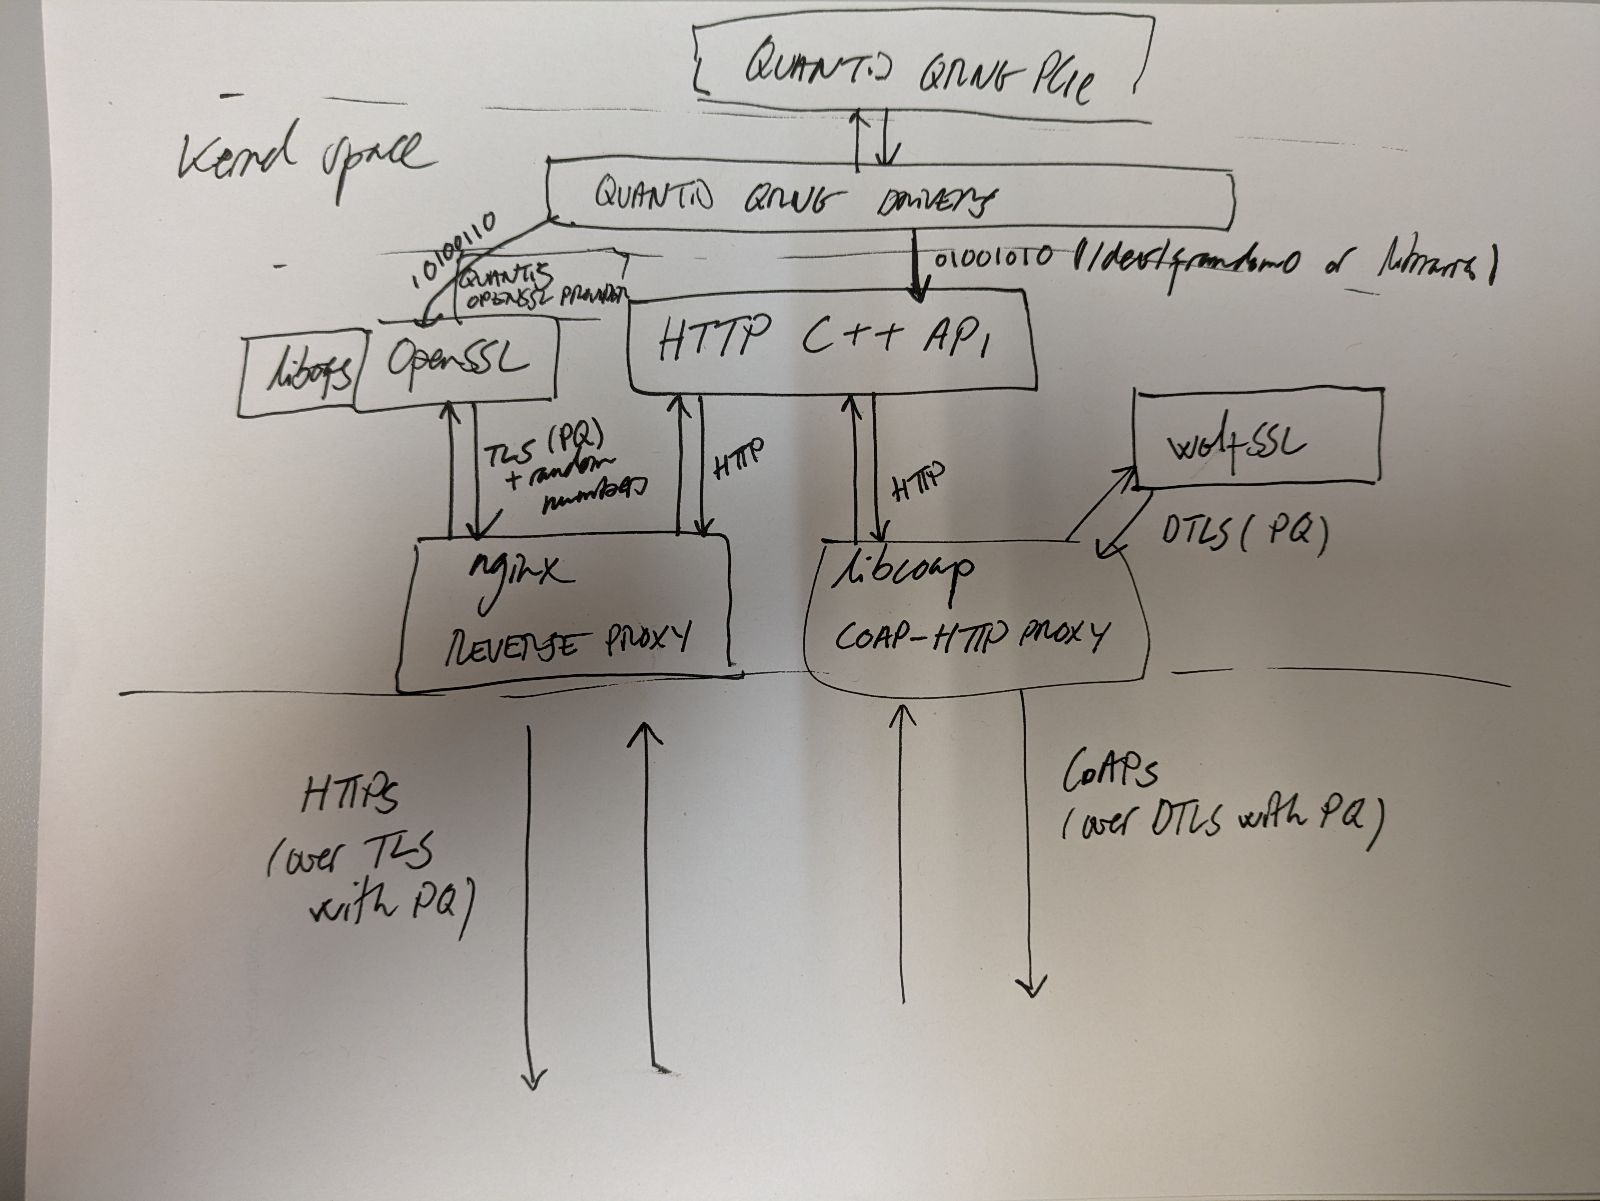 QUANTIS QRNG PCIe
Kernel space
QUANTIS QRNG DRIVERS
10100110
01001010 (/dev/qrandom0 or libraries)
QUANTIS
OPENSSL PROVIDER
liboqs
OpenSSL
HTTP C++ API
wolfSSL
TLS (PQ)
+ random
numbers
HTTP
HTTP
DTLS (PQ)
nginx
REVERSE PROXY
libcoap
COAP-HTTP PROXY
HTTPS
(over TLS
with PQ)
CoAPs
(over DTLS with PQ)